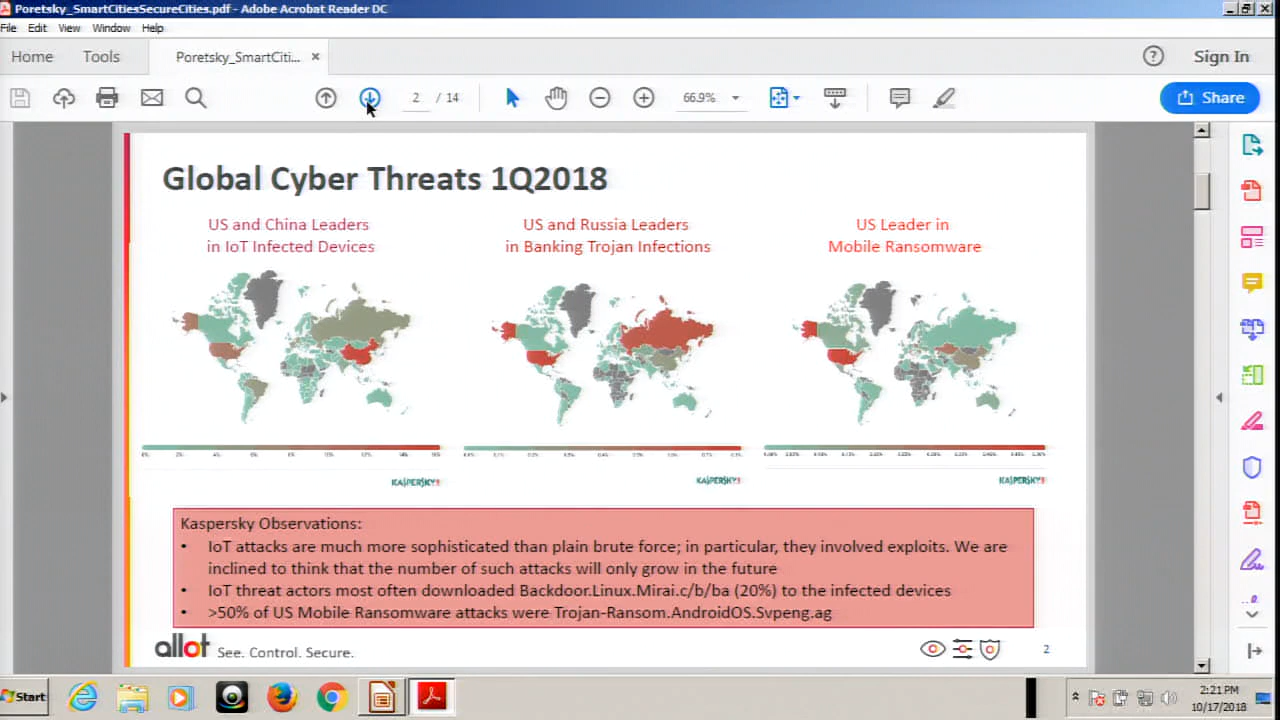 Poretsky_SmartCitiesSecureCities.pdf - Adobe Acrobat Reader DC
File Edit View Window Help
Home Tools Poretsky_SmartCiti... × Sign In
2 / 14 66.9% Share
Global Cyber Threats 1Q2018
US and China Leaders
in IoT Infected Devices
US and Russia Leaders
in Banking Trojan Infections
US Leader in
Mobile Ransomware
KASPERSKY
KASPERSKY
KASPERSKY
Kaspersky Observations:
• IoT attacks are much more sophisticated than plain brute force; in particular, they involved exploits. We are
inclined to think that the number of such attacks will only grow in the future
• IoT threat actors most often downloaded Backdoor.Linux.Mirai.c/b/ba (20%) to the infected devices
• >50% of US Mobile Ransomware attacks were Trojan-Ransom.AndroidOS.Svpeng.ag
allot See. Control. Secure.
2
Start
2:21 PM
10/17/2018